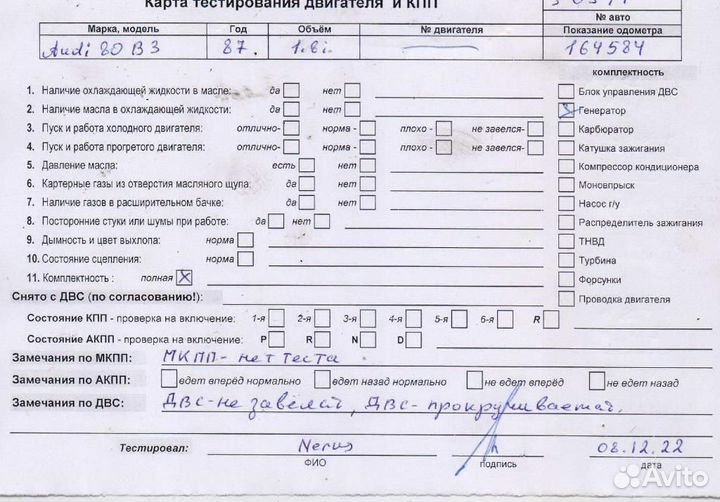 Карта тестирования двигателя и КПП
№ авто
Марка, модель Год Объём № двигателя Показание одометра
Audi 80 B3 87. 1.8i 164584
комплектность
1. Наличие охлаждающей жидкости в масле: да нет Блок управления ДВС
2. Наличие масла в охлаждающей жидкости: да нет Генератор
3. Пуск и работа холодного двигателя: отлично- норма - плохо - не завелся- Карбюратор
4. Пуск и работа прогретого двигателя: отлично- норма - плохо - не завелся- Катушка зажигания
5. Давление масла: есть нет Компрессор кондиционера
6. Картерные газы из отверстия масляного щупа: да нет Моновпрыск
7. Наличие газов в расширительном бачке: да нет Насос г/у
8. Посторонние стуки или шумы при работе: да нет Распределитель зажигания
9. Дымность и цвет выхлопа: норма ТНВД
10. Состояние сцепления: норма Турбина
11. Комплектность : полная Форсунки
Снято с ДВС (по согласованию!): Проводка двигателя
Состояние КПП - проверка на включение: 1-я 2-я 3-я 4-я 5-я 6-я R
Состояние АКПП - проверка на включение: P R N D
Замечания по МКПП: МКПП- нет теста
Замечания по АКПП: едет вперёд нормально едет назад нормально не едет вперёд не едет назад
Замечания по ДВС: ДВС-не завелся, ДВС- прокручивается.
Тестировал: 08.12.22
ФИО подпись дата
Avito